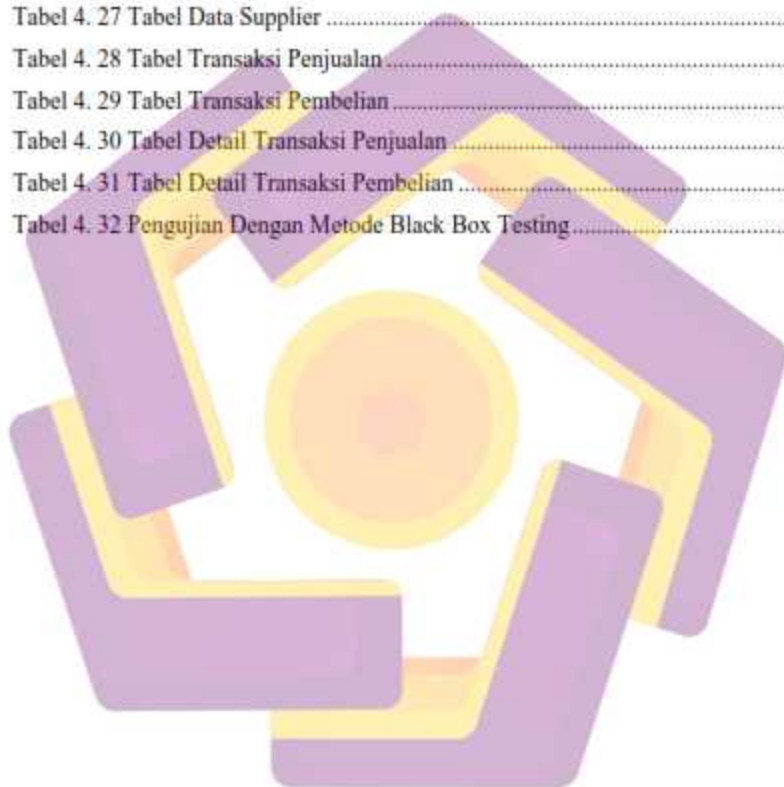 Tabel 4. 27 Tabel Data Supplier ................................................................
Tabel 4. 28 Tabel Transaksi Penjualan ................................................................
Tabel 4. 29 Tabel Transaksi Pembelian ................................................................
Tabel 4. 30 Tabel Detail Transaksi Penjualan ................................................................
Tabel 4. 31 Tabel Detail Transaksi Pembelian ................................................................
Tabel 4. 32 Pengujian Dengan Metode Black Box Testing ................................................................